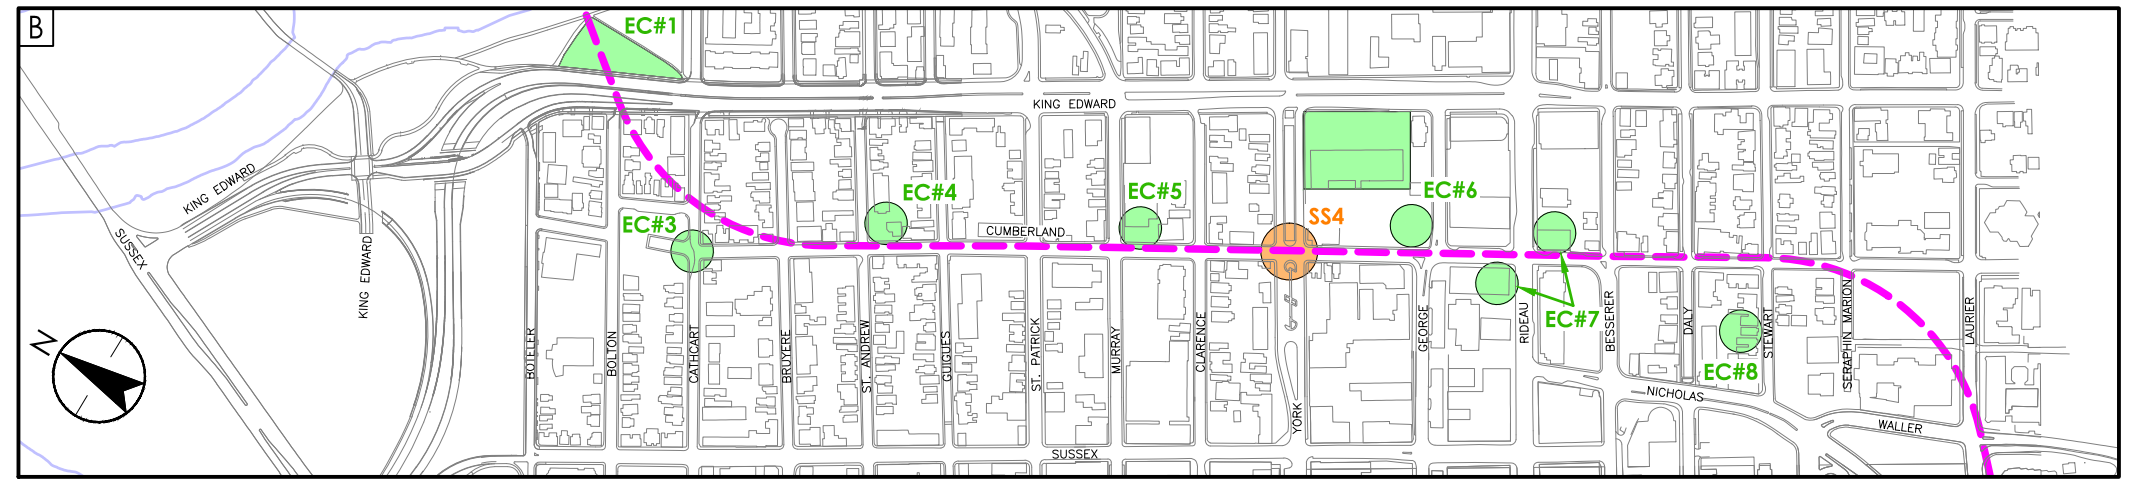 B
EC#1
KING EDWARD
KING EDWARD
EC#4
EC#5
EC#6
SS4
EC#3
CUMBERLAND
SUSSEX
KING EDWARD
N
BOTELER
BOLTON
CATHCART
BRUYERE
ST. ANDREW
GUIGUES
ST. PATRICK
MURRAY
CLARENCE
YORK
GEORGE
RIDEAU
EC#7
BESSERER
DALY
STEWART
SERAPHIN MARION
LAURIER
EC#8
NICHOLAS
WALLER
SUSSEX